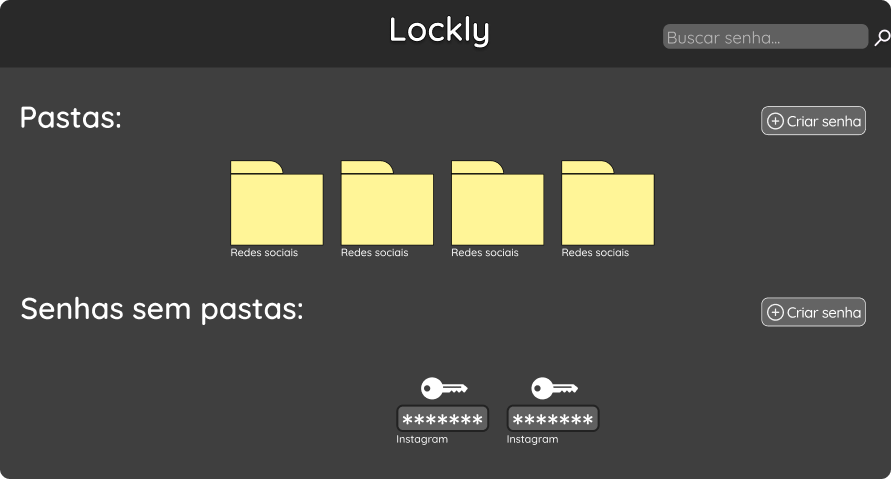 Lockly
Buscar senha...
Pastas:
Criar senha
Redes sociais Redes sociais Redes sociais Redes sociais
Senhas sem pastas:
Criar senha
******* *******
Instagram Instagram